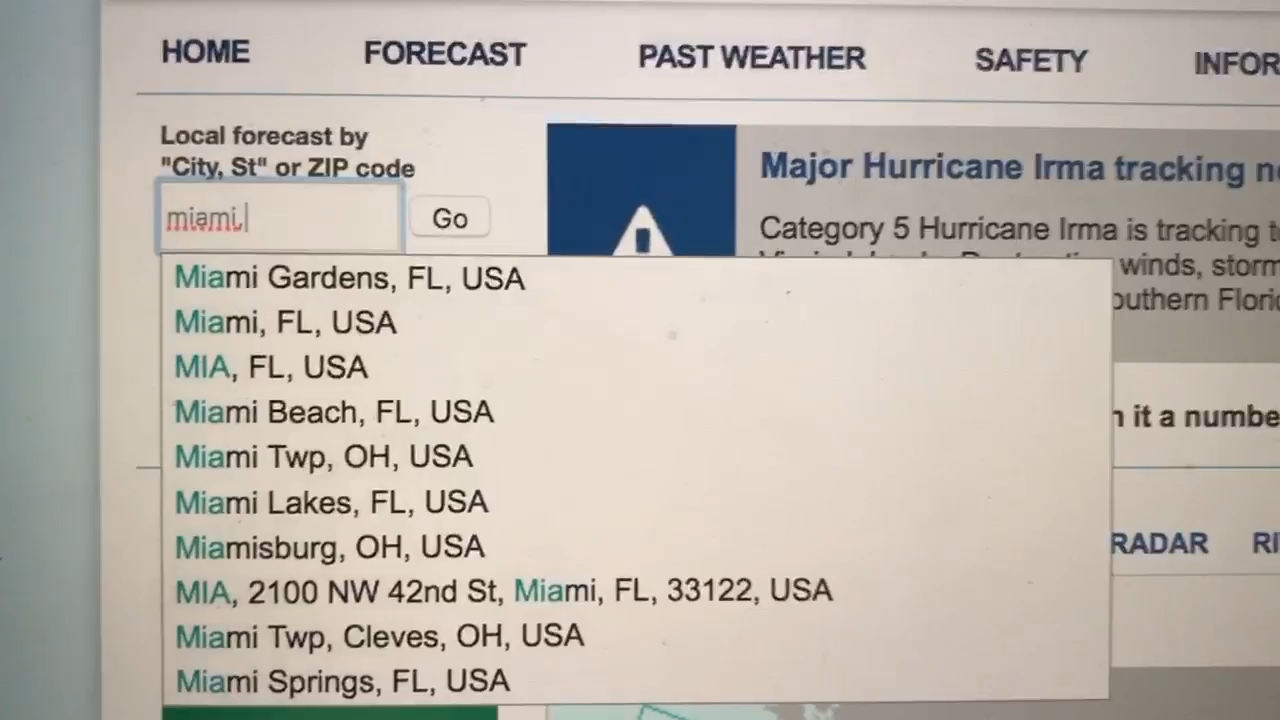 HOME FORECAST PAST WEATHER SAFETY
Local forecast by
"City, St" or ZIP code
miami,
Go
Major Hurricane Irma tracking
Category 5 Hurricane Irma is tracking
winds, storm
Miami Gardens, FL, USA
Miami, FL, USA
MIA, FL, USA
Miami Beach, FL, USA
Miami Twp, OH, USA
Miami Lakes, FL, USA
Miamisburg, OH, USA
MIA, 2100 NW 42nd St, Miami, FL, 33122, USA
Miami Twp, Cleves, OH, USA
Miami Springs, FL, USA
it a numbe
RADAR